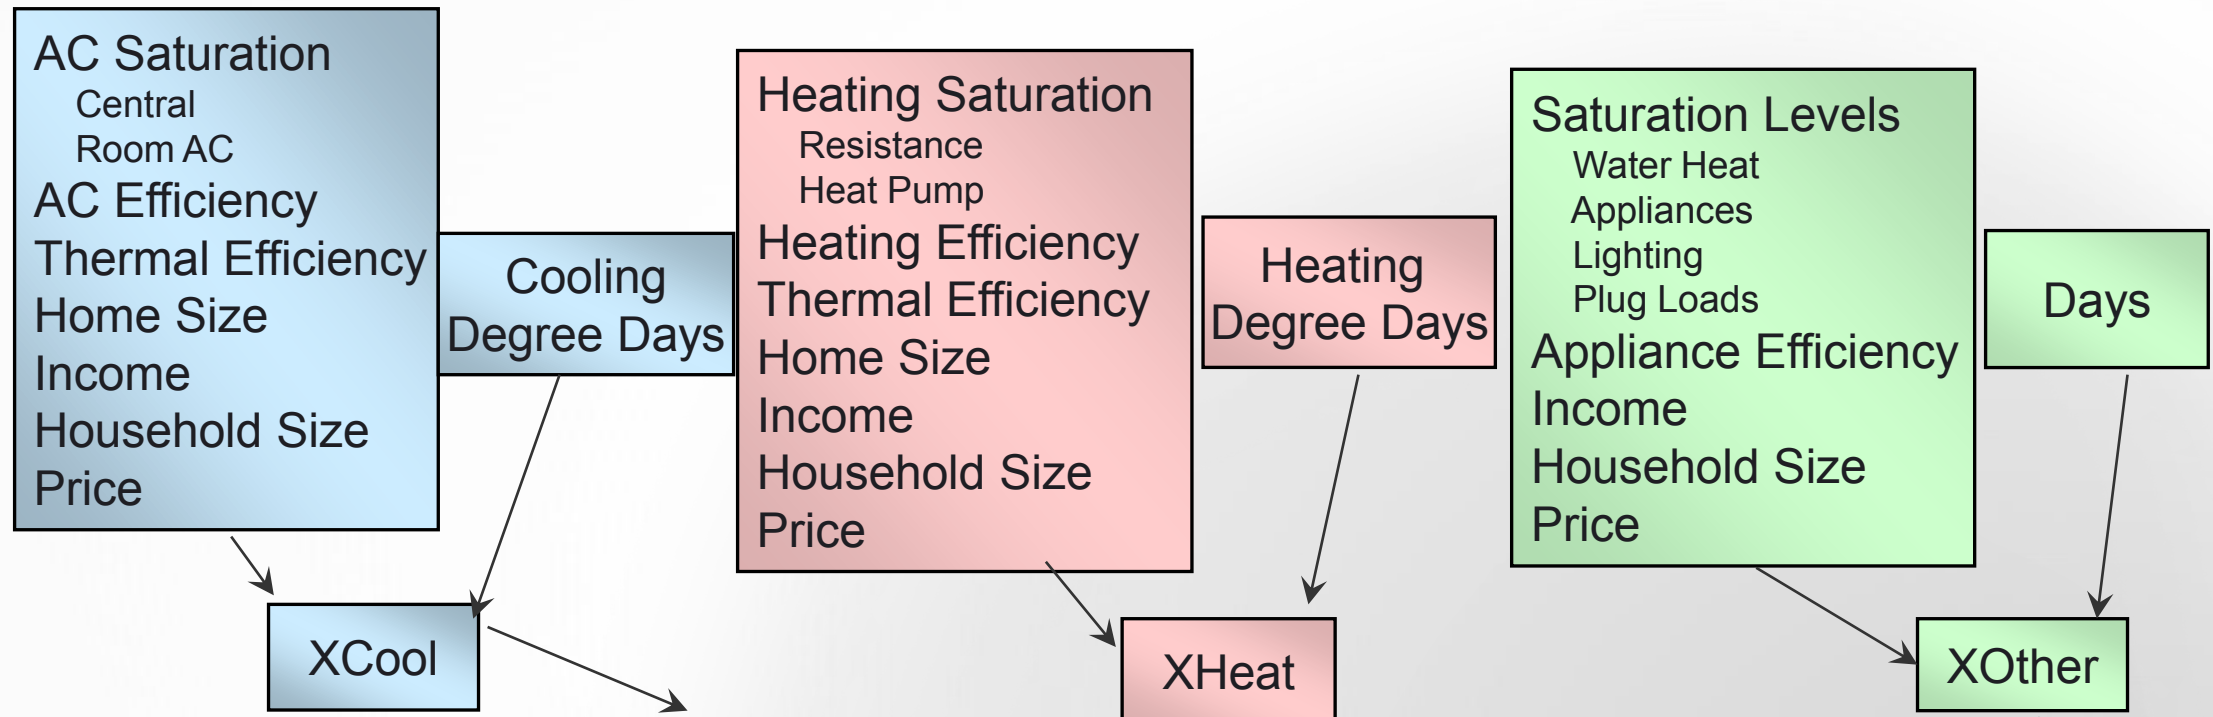 AC Saturation
Central
Room AC
AC Efficiency
Thermal Efficiency
Home Size
Income
Household Size
Price
Cooling
Degree Days
Heating Saturation
Resistance
Heat Pump
Heating Efficiency
Thermal Efficiency
Home Size
Income
Household Size
Price
Heating
Degree Days
Saturation Levels
Water Heat
Appliances
Lighting
Plug Loads
Appliance Efficiency
Income
Household Size
Price
Days
XCool
XHeat
XOther